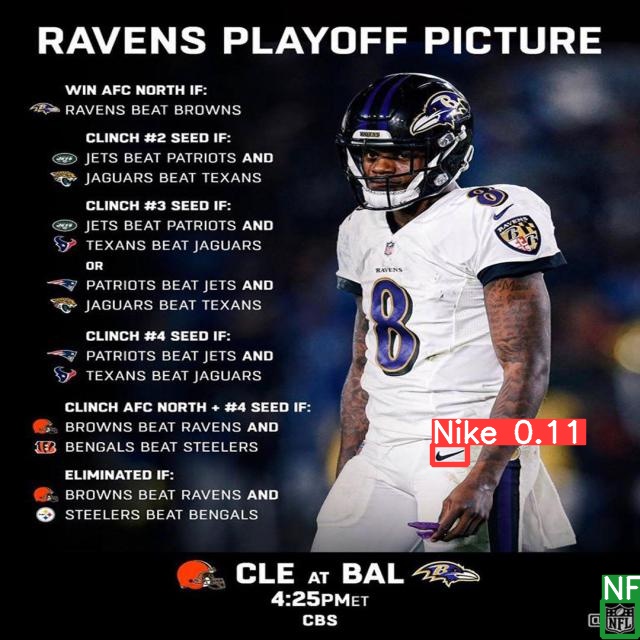 RAVENS PLAYOFF PICTURE
WIN AFC NORTH IF:
RAVENS BEAT BROWNS
CLINCH #2 SEED IF:
JETS BEAT PATRIOTS AND
JAGUARS BEAT TEXANS
CLINCH #3 SEED IF:
JETS BEAT PATRIOTS AND
TEXANS BEAT JAGUARS
OR
PATRIOTS BEAT JETS AND
JAGUARS BEAT TEXANS
CLINCH #4 SEED IF:
PATRIOTS BEAT JETS AND
TEXANS BEAT JAGUARS
CLINCH AFC NORTH + #4 SEED IF:
BROWNS BEAT RAVENS AND
BENGALS BEAT STEELERS
ELIMINATED IF:
BROWNS BEAT RAVENS AND
STEELERS BEAT BENGALS
8
RAVENS
RAVENS
8
Nike 0.11
CLE AT BAL
4:25PMET
CBS
NF
@
NFL